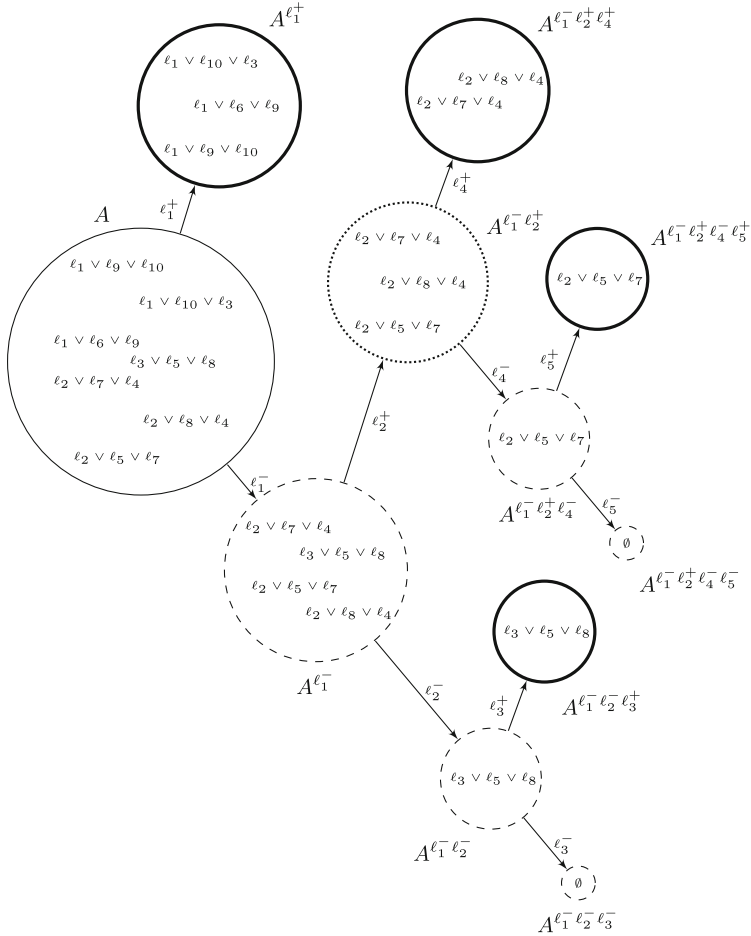 A^{ℓ₁⁺}
ℓ₁ ∨ ℓ₁₀ ∨ ℓ₃
ℓ₁ ∨ ℓ₆ ∨ ℓ₉
ℓ₁ ∨ ℓ₉ ∨ ℓ₁₀
ℓ₁⁺
A
ℓ₁ ∨ ℓ₉ ∨ ℓ₁₀
ℓ₁ ∨ ℓ₁₀ ∨ ℓ₃
ℓ₁ ∨ ℓ₆ ∨ ℓ₉
ℓ₃ ∨ ℓ₅ ∨ ℓ₈
ℓ₂ ∨ ℓ₇ ∨ ℓ₄
ℓ₂ ∨ ℓ₈ ∨ ℓ₄
ℓ₂ ∨ ℓ₅ ∨ ℓ₇
ℓ₁⁻
A^{ℓ₁⁻ℓ₂⁺ℓ₄⁺}
ℓ₂ ∨ ℓ₈ ∨ ℓ₄
ℓ₂ ∨ ℓ₇ ∨ ℓ₄
ℓ₄⁺
A^{ℓ₁⁻ℓ₂⁺}
ℓ₂ ∨ ℓ₇ ∨ ℓ₄
ℓ₂ ∨ ℓ₈ ∨ ℓ₄
ℓ₂ ∨ ℓ₅ ∨ ℓ₇
ℓ₂⁺
ℓ₄⁻
A^{ℓ₁⁻ℓ₂⁺ℓ₄⁻ℓ₅⁺}
ℓ₂ ∨ ℓ₅ ∨ ℓ₇
ℓ₅⁺
ℓ₂ ∨ ℓ₅ ∨ ℓ₇
A^{ℓ₁⁻ℓ₂⁺ℓ₄⁻}
ℓ₅⁻
∅
A^{ℓ₁⁻ℓ₂⁺ℓ₄⁻ℓ₅⁻}
ℓ₂ ∨ ℓ₇ ∨ ℓ₄
ℓ₃ ∨ ℓ₅ ∨ ℓ₈
ℓ₂ ∨ ℓ₅ ∨ ℓ₇
ℓ₂ ∨ ℓ₈ ∨ ℓ₄
A^{ℓ₁⁻}
ℓ₂⁻
ℓ₃ ∨ ℓ₅ ∨ ℓ₈
A^{ℓ₁⁻ℓ₂⁻ℓ₃⁺}
ℓ₃⁺
ℓ₃ ∨ ℓ₅ ∨ ℓ₈
A^{ℓ₁⁻ℓ₂⁻}
ℓ₃⁻
∅
A^{ℓ₁⁻ℓ₂⁻ℓ₃⁻}